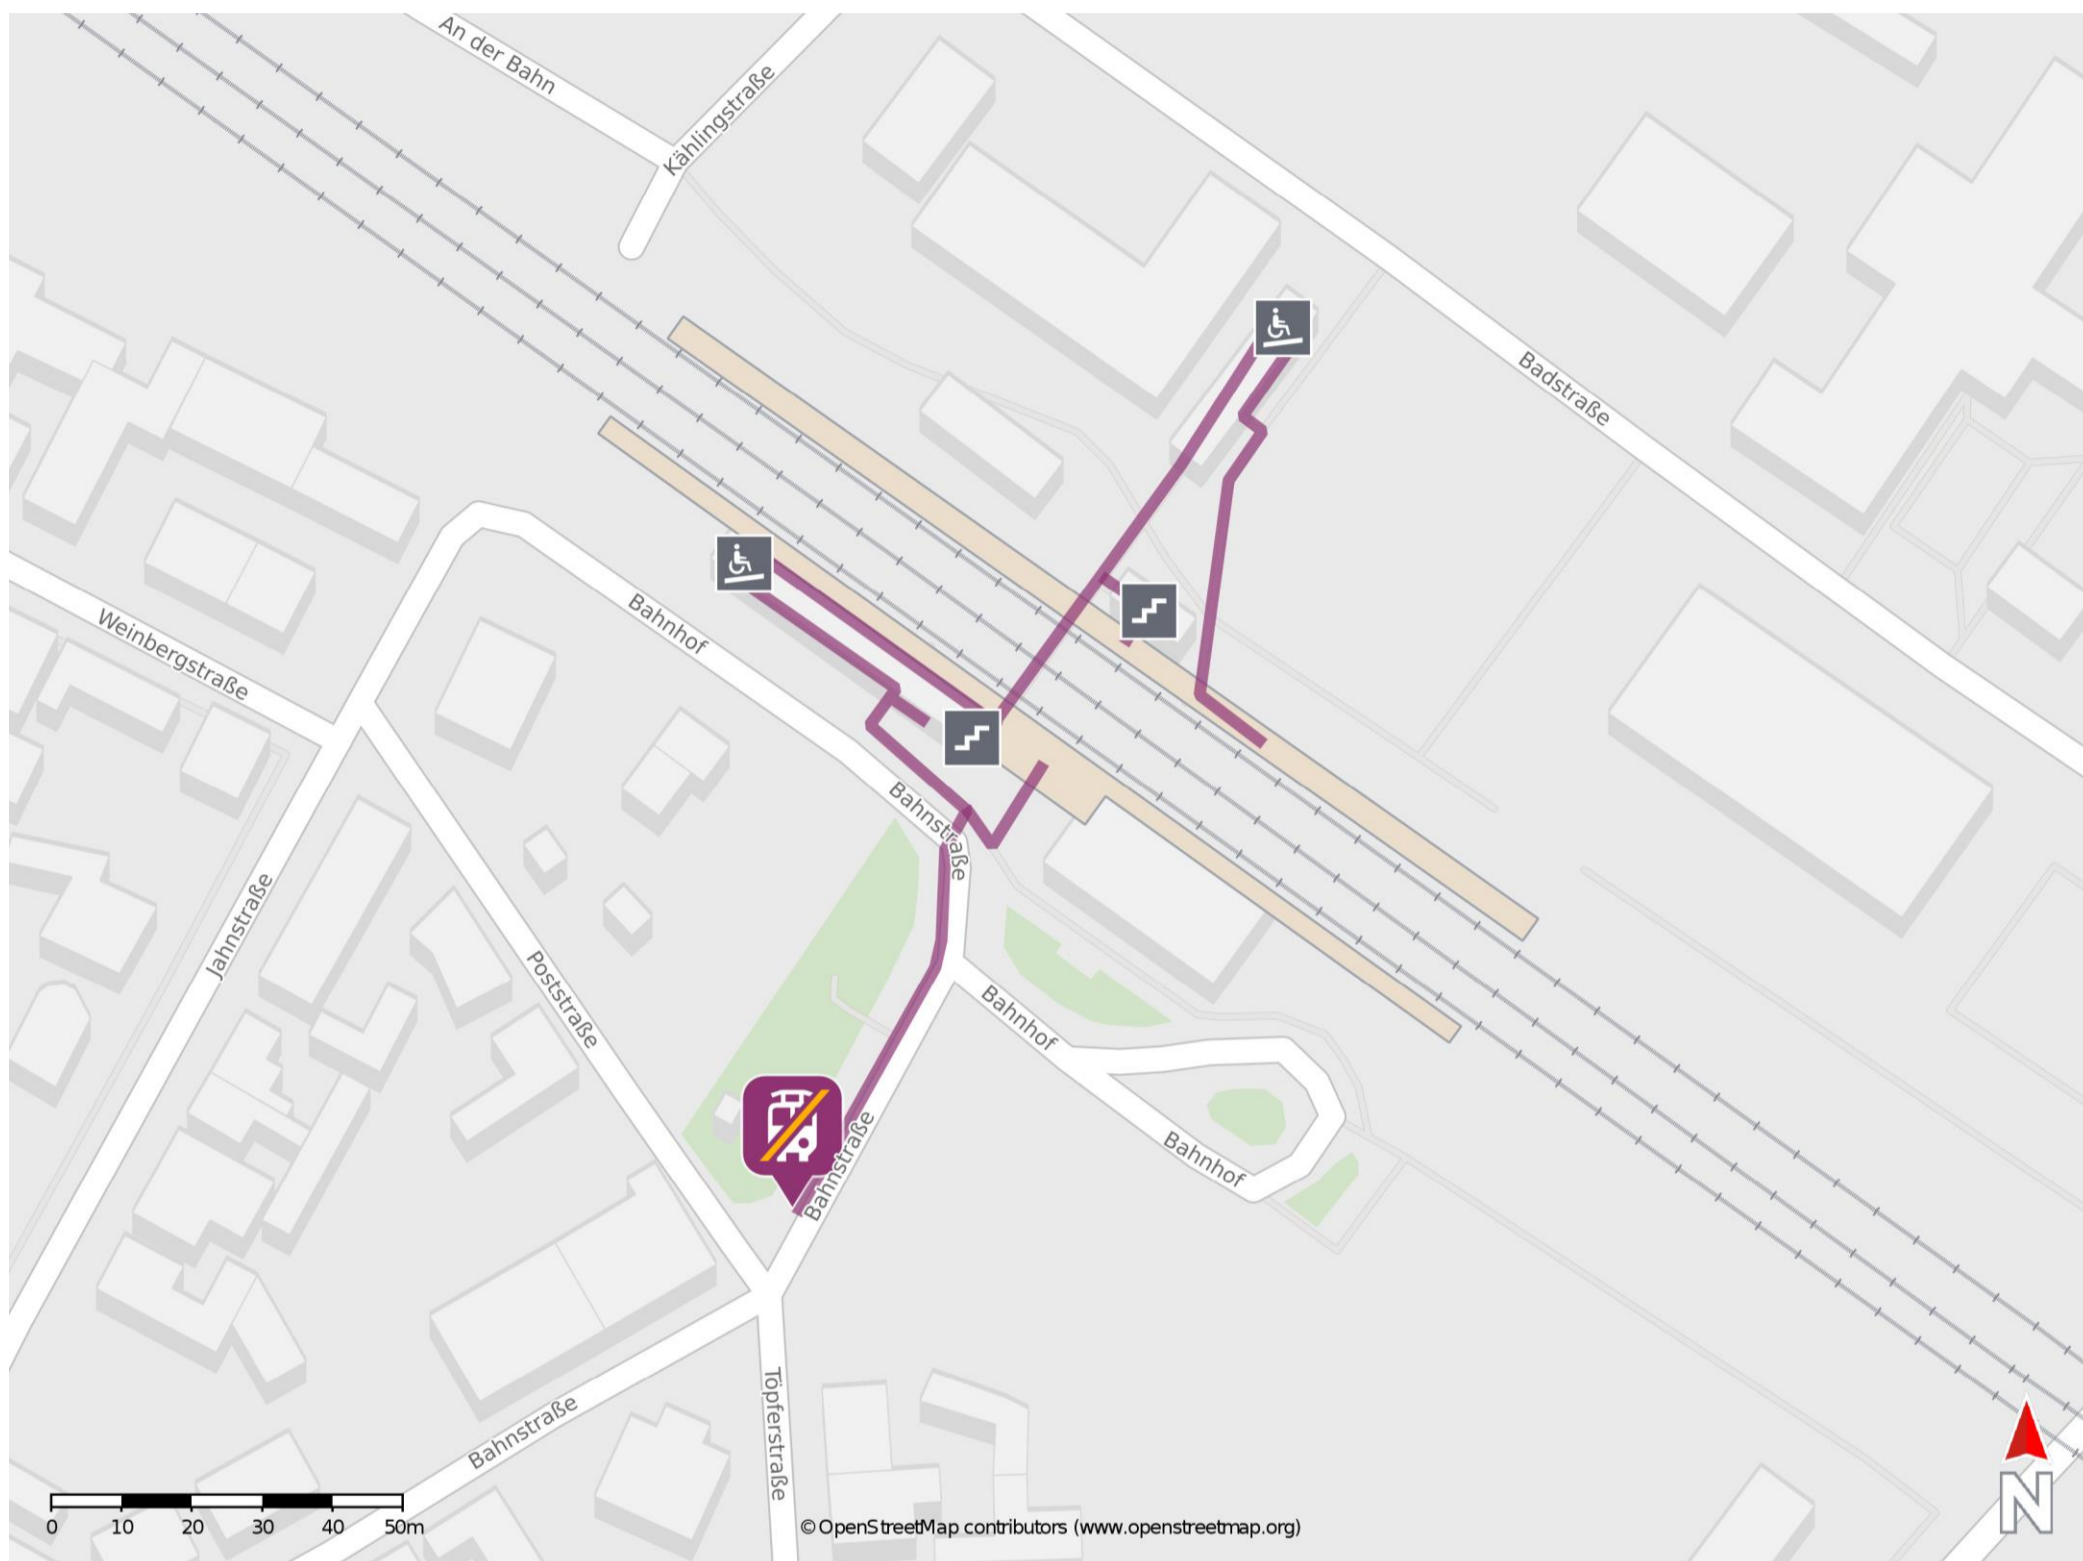 An der Bahn
Kählingstraße
Badstraße
Weinbergstraße
Bahnhof
Bahnstraße
Jahnstraße
Poststraße
Bahnhof
Bahnstraße
Bahnhof
Töpferstraße
Bahnstraße
0 10 20 30 40 50m
© OpenStreetMap contributors (www.openstreetmap.org)
N